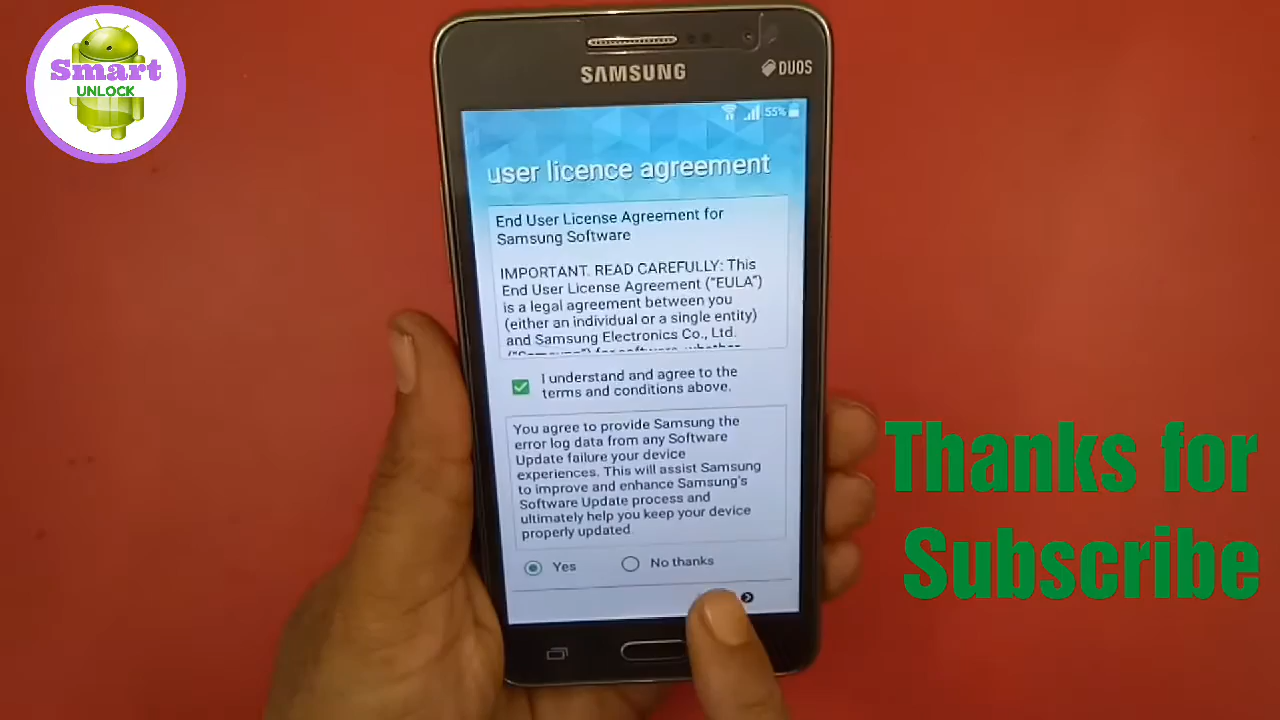 Smart
UNLOCK
SAMSUNG
DUOS
55%
user licence agreement
End User License Agreement for
Samsung Software
IMPORTANT. READ CAREFULLY: This
End User License Agreement ("EULA")
is a legal agreement between you
(either an individual or a single entity)
and Samsung Electronics Co., Ltd.
("Samsung") for software, whether
I understand and agree to the
terms and conditions above.
You agree to provide Samsung the
error log data from any Software
Update failure your device
experiences. This will assist Samsung
to improve and enhance Samsung's
Software Update process and
ultimately help you keep your device
properly updated.
Yes
No thanks
Thanks for
Subscribe